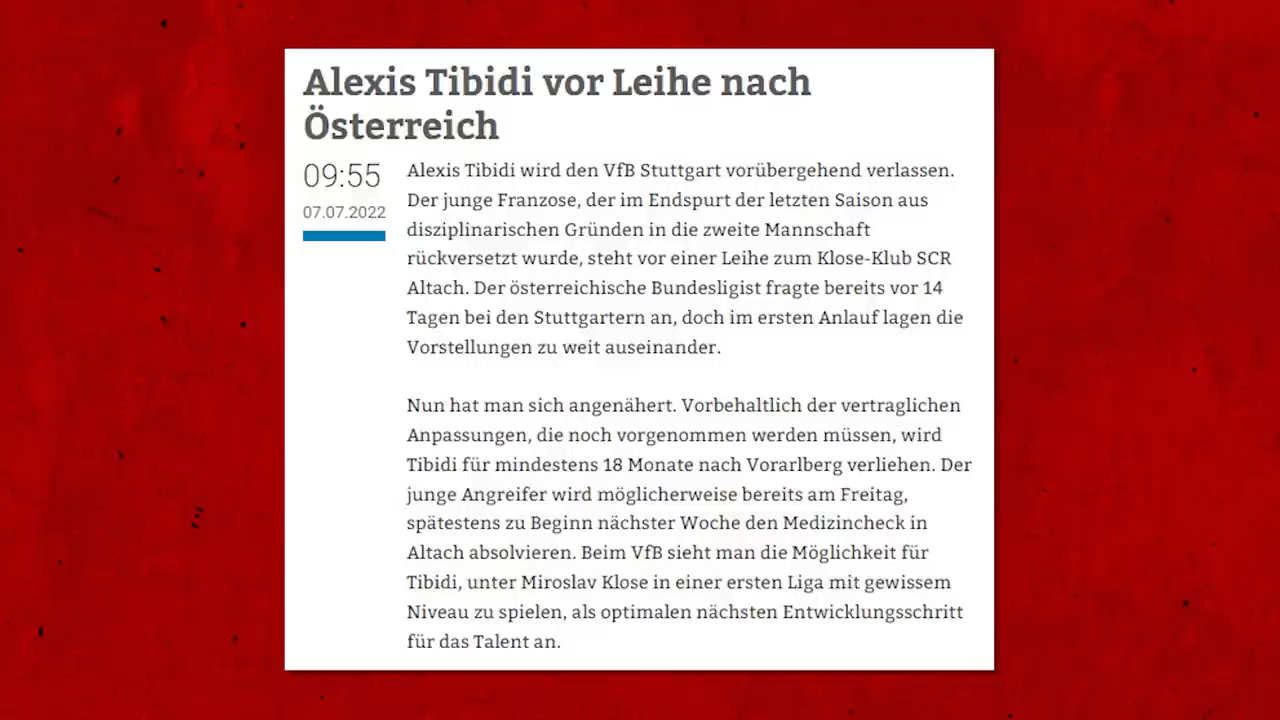 Alexis Tibidi vor Leihe nach
Österreich
09:55
07.07.2022
Alexis Tibidi wird den VfB Stuttgart vorübergehend verlassen.
Der junge Franzose, der im Endspurt der letzten Saison aus
disziplinarischen Gründen in die zweite Mannschaft
rückversetzt wurde, steht vor einer Leihe zum Klose-Klub SCR
Altach. Der österreichische Bundesligist fragte bereits vor 14
Tagen bei den Stuttgartern an, doch im ersten Anlauf lagen die
Vorstellungen zu weit auseinander.
Nun hat man sich angenähert. Vorbehaltlich der vertraglichen
Anpassungen, die noch vorgenommen werden müssen, wird
Tibidi für mindestens 18 Monate nach Vorarlberg verliehen. Der
junge Angreifer wird möglicherweise bereits am Freitag,
spätestens zu Beginn nächster Woche den Medizincheck in
Altach absolvieren. Beim VfB sieht man die Möglichkeit für
Tibidi, unter Miroslav Klose in einer ersten Liga mit gewissem
Niveau zu spielen, als optimalen nächsten Entwicklungsschritt
für das Talent an.